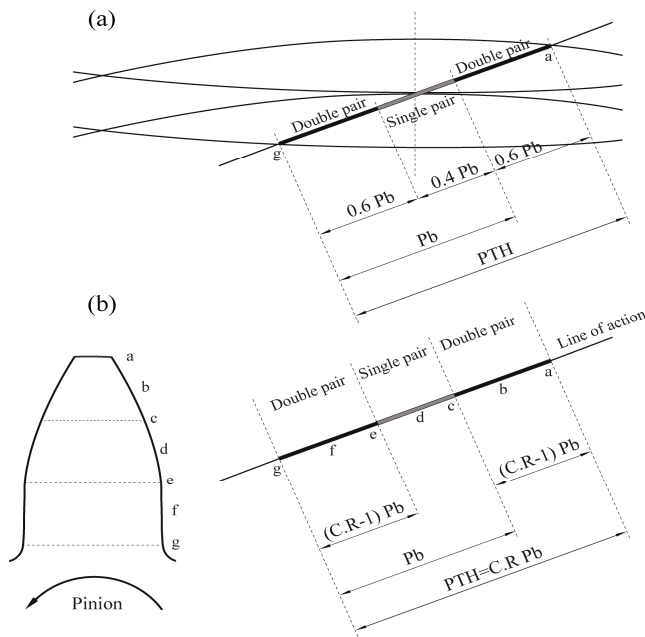 (a)
Double pair
a
Double pair
Single pair
g
0.6 Pb
0.4 Pb
0.6 Pb
Pb
PTH
(b)
a
b
c
d
e
f
g
Pinion
Line of action
Double pair
Single pair
Double pair
a
b
c
d
e
f
g
(C.R-1) Pb
(C.R-1) Pb
Pb
PTH=C.R Pb